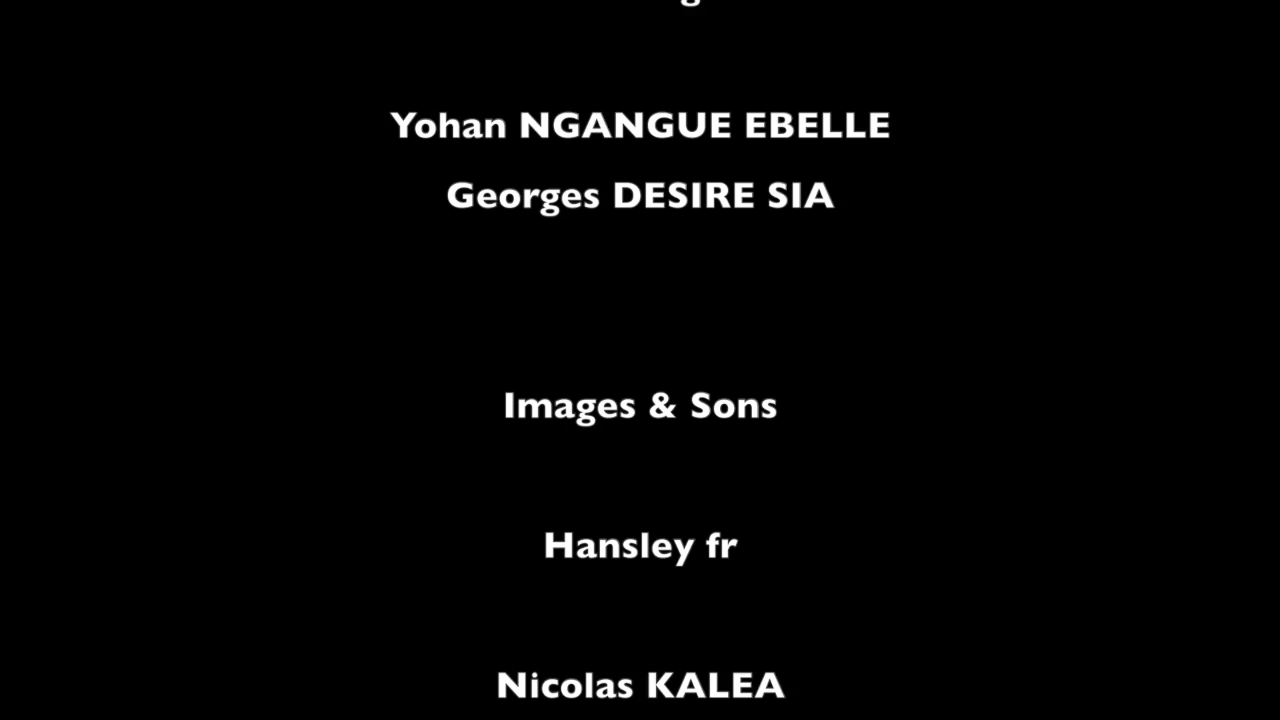 Yohan NGANGUE EBELLE
Georges DESIRE SIA
Images & Sons
Hansley fr
Nicolas KALEA